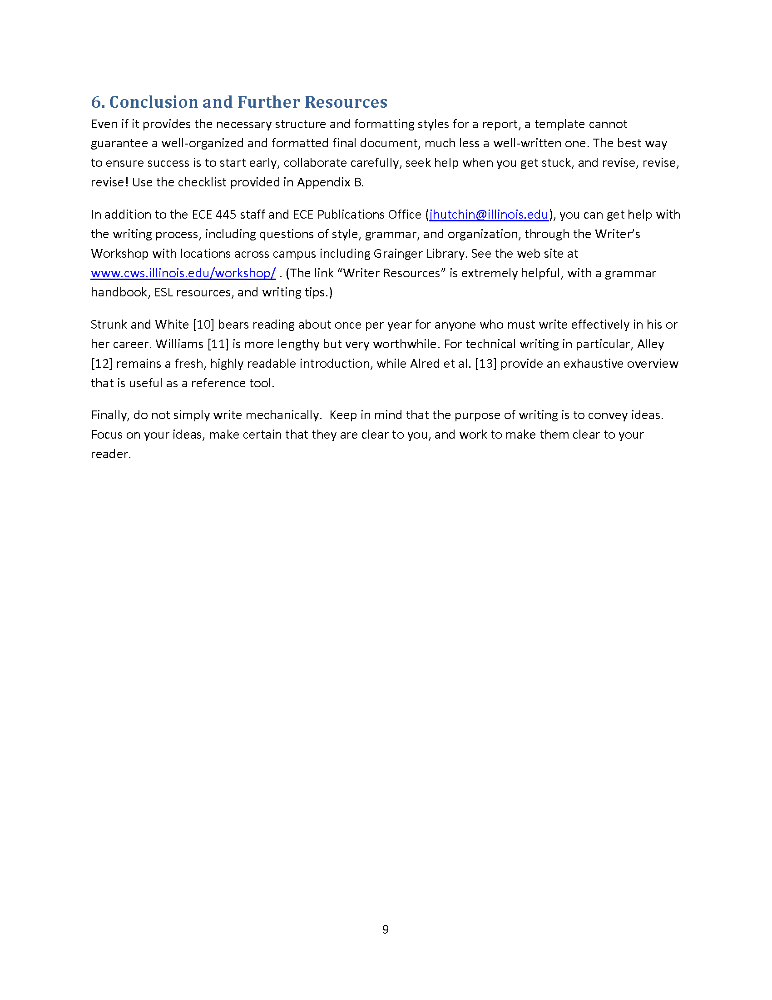 6. Conclusion and Further Resources
Even if it provides the necessary structure and formatting styles for a report, a template cannot
guarantee a well-organized and formatted final document, much less a well-written one. The best way
to ensure success is to start early, collaborate carefully, seek help when you get stuck, and revise, revise,
revise! Use the checklist provided in Appendix B.
In addition to the ECE 445 staff and ECE Publications Office (jhutchin@illinois.edu), you can get help with
the writing process, including questions of style, grammar, and organization, through the Writer’s
Workshop with locations across campus including Grainger Library. See the web site at
www.cws.illinois.edu/workshop/ . (The link “Writer Resources” is extremely helpful, with a grammar
handbook, ESL resources, and writing tips.)
Strunk and White [10] bears reading about once per year for anyone who must write effectively in his or
her career. Williams [11] is more lengthy but very worthwhile. For technical writing in particular, Alley
[12] remains a fresh, highly readable introduction, while Alred et al. [13] provide an exhaustive overview
that is useful as a reference tool.
Finally, do not simply write mechanically.  Keep in mind that the purpose of writing is to convey ideas.
Focus on your ideas, make certain that they are clear to you, and work to make them clear to your
reader.
9